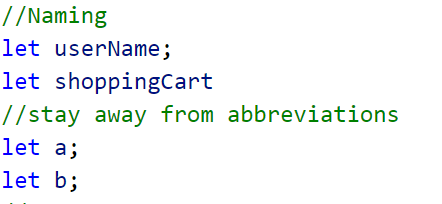 //Naming
let userName;
let shoppingCart
//stay away from abbreviations
let a;
let b;